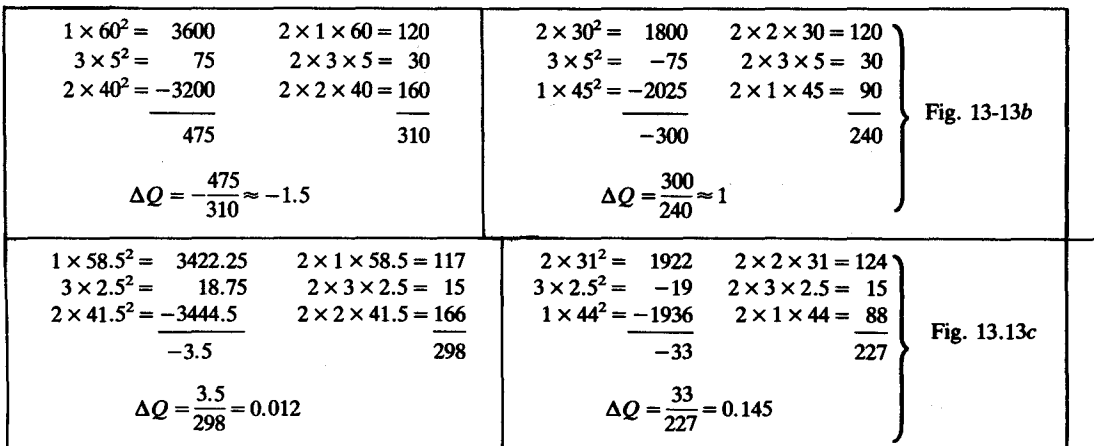 1 × 60² = 3600 2 × 1 × 60 = 120
3 × 5² = 75 2 × 3 × 5 = 30
2 × 40² = −3200 2 × 2 × 40 = 160
475 310
ΔQ = −475/310 ≈ −1.5
2 × 30² = 1800 2 × 2 × 30 = 120
3 × 5² = −75 2 × 3 × 5 = 30
1 × 45² = −2025 2 × 1 × 45 = 90
−300 240
ΔQ = 300/240 ≈ 1
Fig. 13-13b
1 × 58.5² = 3422.25 2 × 1 × 58.5 = 117
3 × 2.5² = 18.75 2 × 3 × 2.5 = 15
2 × 41.5² = −3444.5 2 × 2 × 41.5 = 166
−3.5 298
ΔQ = 3.5/298 = 0.012
2 × 31² = 1922 2 × 2 × 31 = 124
3 × 2.5² = −19 2 × 3 × 2.5 = 15
1 × 44² = −1936 2 × 1 × 44 = 88
−33 227
ΔQ = 33/227 = 0.145
Fig. 13.13c